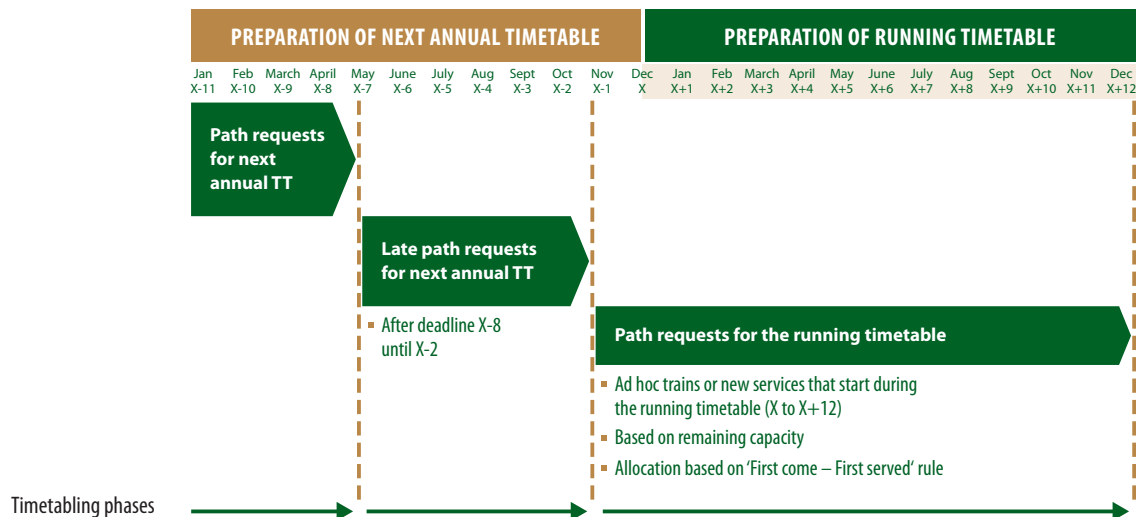 PREPARATION OF NEXT ANNUAL TIMETABLE PREPARATION OF RUNNING TIMETABLE
Jan Feb March April May June July Aug Sept Oct Nov Dec Jan Feb March April May June July Aug Sept Oct Nov Dec
X-11 X-10 X-9 X-8 X-7 X-6 X-5 X-4 X-3 X-2 X-1 X X+1 X+2 X+3 X+4 X+5 X+6 X+7 X+8 X+9 X+10 X+11 X+12
Path requests
for next
annual TT
Late path requests
for next annual TT
After deadline X-8
until X-2
Path requests for the running timetable
Ad hoc trains or new services that start during
the running timetable (X to X+12)
Based on remaining capacity
Allocation based on ‘First come – First served‘ rule
Timetabling phases